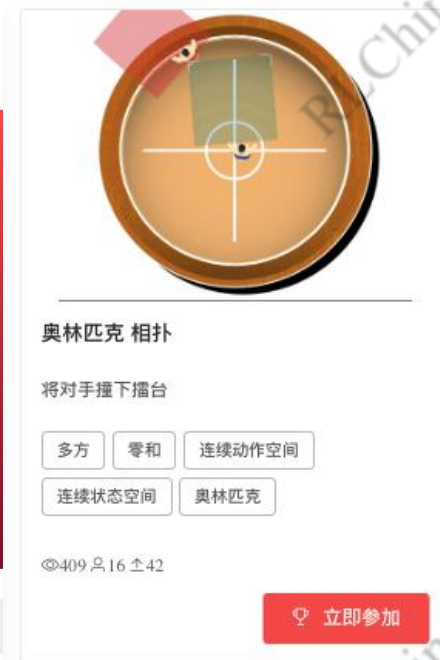 RLChin
奥林匹克 相扑
将对手撞下擂台
多方 零和 连续动作空间
连续状态空间 奥林匹克
409 16 42
立即参加